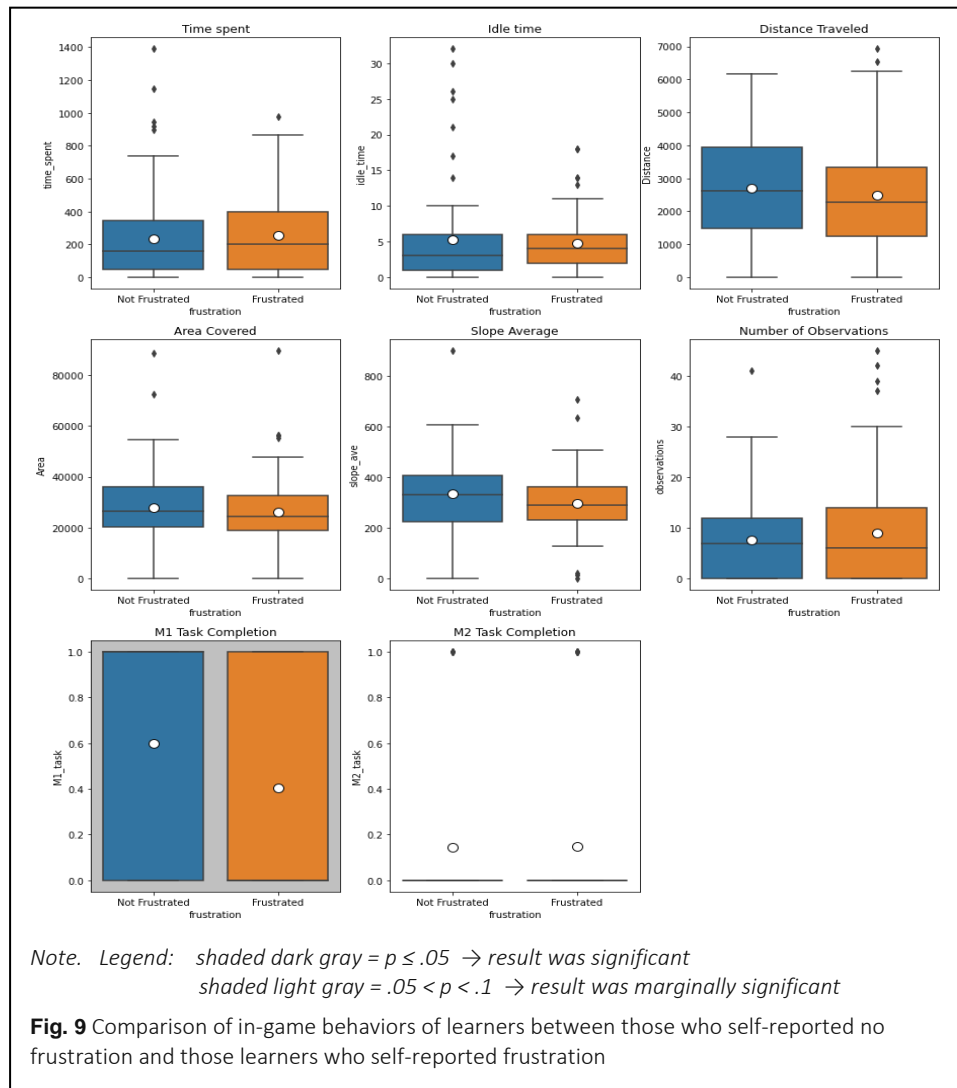 Time spent
1400
1200
1000
800
600
400
200
0
time_spent
Not Frustrated Frustrated
frustration
Idle time
30
25
20
15
10
5
0
idle_time
Not Frustrated Frustrated
frustration
Distance Traveled
7000
6000
5000
4000
3000
2000
1000
0
Distance
Not Frustrated Frustrated
frustration
Area Covered
80000
60000
40000
20000
0
Area
Not Frustrated Frustrated
frustration
Slope Average
800
600
400
200
0
slope_ave
Not Frustrated Frustrated
frustration
Number of Observations
40
30
20
10
0
observations
Not Frustrated Frustrated
frustration
M1 Task Completion
1.0
0.8
0.6
0.4
0.2
0.0
M1_task
Not Frustrated Frustrated
frustration
M2 Task Completion
1.0
0.8
0.6
0.4
0.2
0.0
M2_task
Not Frustrated Frustrated
frustration
Note. Legend: shaded dark gray = p ≤ .05 → result was significant
shaded light gray = .05 < p < .1 → result was marginally significant
Fig. 9 Comparison of in-game behaviors of learners between those who self-reported no
frustration and those learners who self-reported frustration